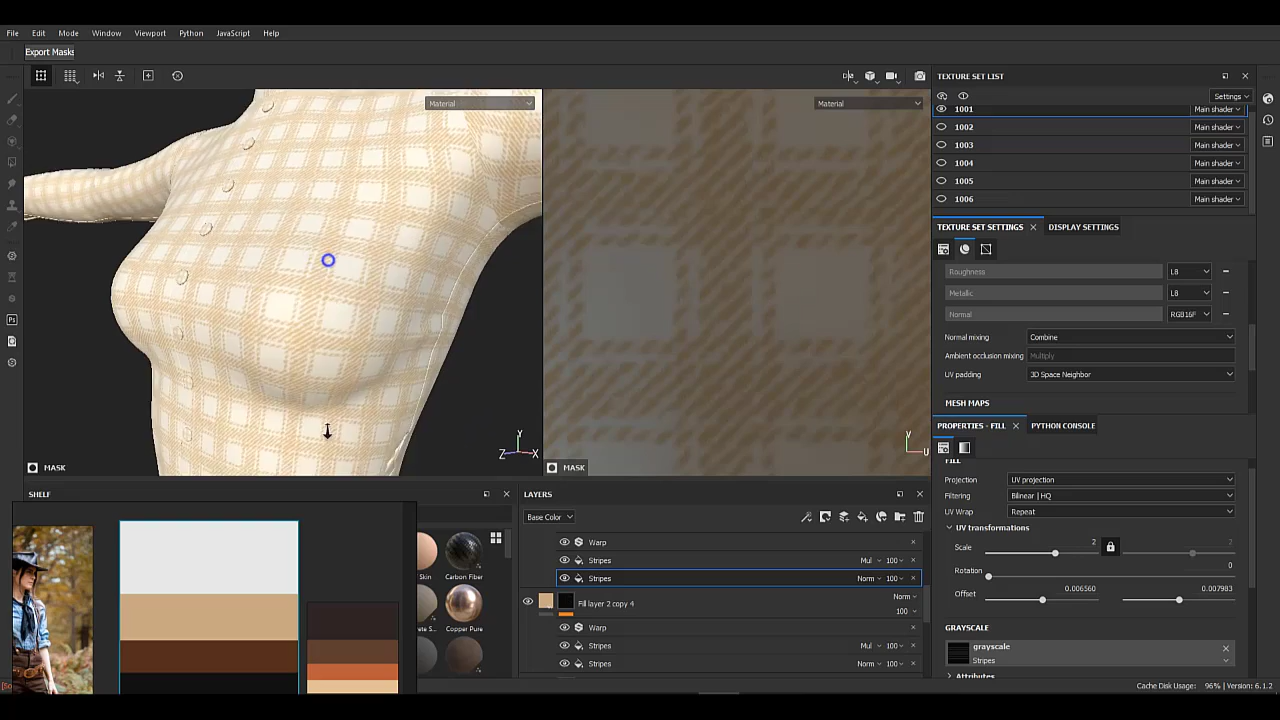 File Edit Mode Window Viewport Python JavaScript Help
Export Masks
Material
Material
MASK
MASK
Y
Z X
V
U
TEXTURE SET LIST
Settings
1001 Main shader
1002 Main shader
1003 Main shader
1004 Main shader
1005 Main shader
1006 Main shader
TEXTURE SET SETTINGS DISPLAY SETTINGS
Roughness L8
Metallic L8
Normal RGB16F
Normal mixing Combine
Ambient occlusion mixing Multiply
UV padding 3D Space Neighbor
MESH MAPS
PROPERTIES - FILL PYTHON CONSOLE
FILL
Projection UV projection
Filtering Bilinear | HQ
UV Wrap Repeat
UV transformations
Scale 2 2
Rotation 0
Offset 0.006560 0.007983
GRAYSCALE
grayscale
Stripes
Attributes
SHELF
Skin Carbon Fiber
Copper Pure
LAYERS
Base Color
Warp
Stripes Mul 100
Stripes Norm 100
Fill layer 2 copy 4 Norm 100
Warp
Stripes Mul 100
Stripes Norm 100
Cache Disk Usage: 96% | Version: 6.1.2